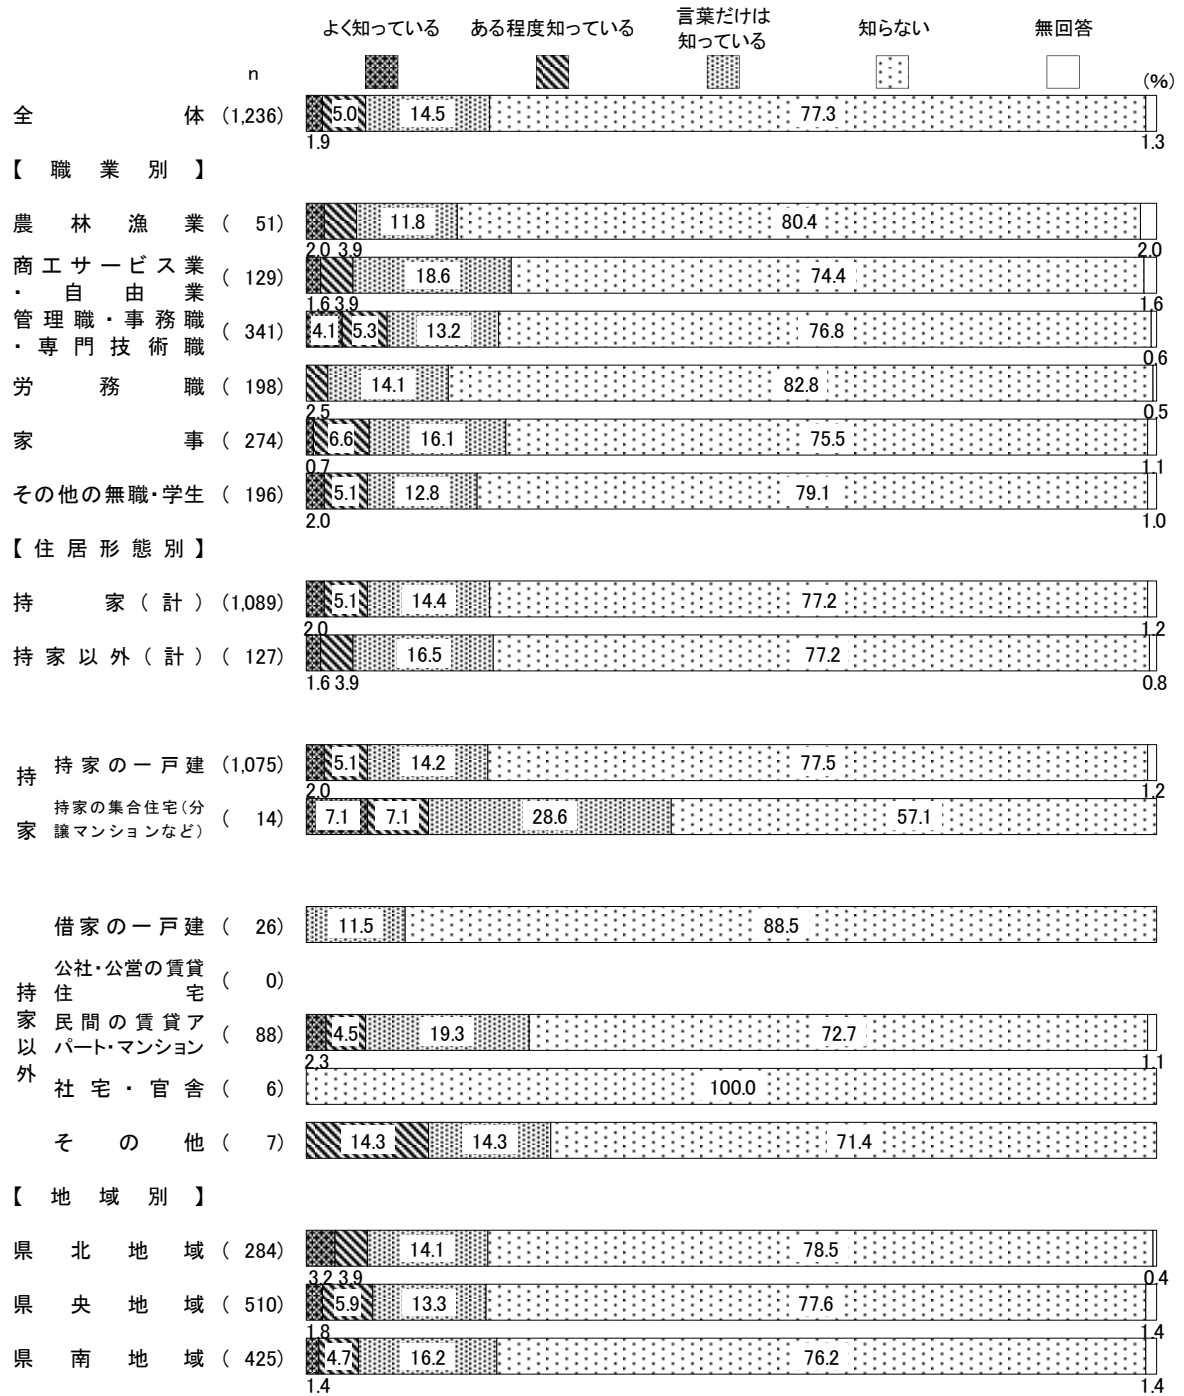 よく知っている ある程度知っている 言葉だけは知っている 知らない 無回答
n (%)
全体 (1,236) 5.0 14.5 77.3
1.9 1.3
【職業別】
農林漁業 ( 51) 11.8 80.4
2.0 3.9 2.0
商工サービス業・自由業 ( 129) 18.6 74.4
1.6 3.9 1.6
管理職・事務職・専門技術職 ( 341) 4.1 5.3 13.2 76.8
0.6
労務職 ( 198) 14.1 82.8
2.5 0.5
家事 ( 274) 6.6 16.1 75.5
0.7 1.1
その他の無職・学生 ( 196) 5.1 12.8 79.1
2.0 1.0
【住居形態別】
持家(計) (1,089) 5.1 14.4 77.2
2.0 1.2
持家以外(計) ( 127) 16.5 77.2
1.6 3.9 0.8
持家
持家の一戸建 (1,075) 5.1 14.2 77.5
2.0 1.2
持家の集合住宅(分譲マンションなど) ( 14) 7.1 7.1 28.6 57.1
持家以外
借家の一戸建 ( 26) 11.5 88.5
公社・公営の賃貸住宅 ( 0)
民間の賃貸アパート・マンション ( 88) 4.5 19.3 72.7
2.3 1.1
社宅・官舎 ( 6) 100.0
その他 ( 7) 14.3 14.3 71.4
【地域別】
県北地域 ( 284) 14.1 78.5
3.2 3.9 0.4
県央地域 ( 510) 5.9 13.3 77.6
1.8 1.4
県南地域 ( 425) 4.7 16.2 76.2
1.4 1.4